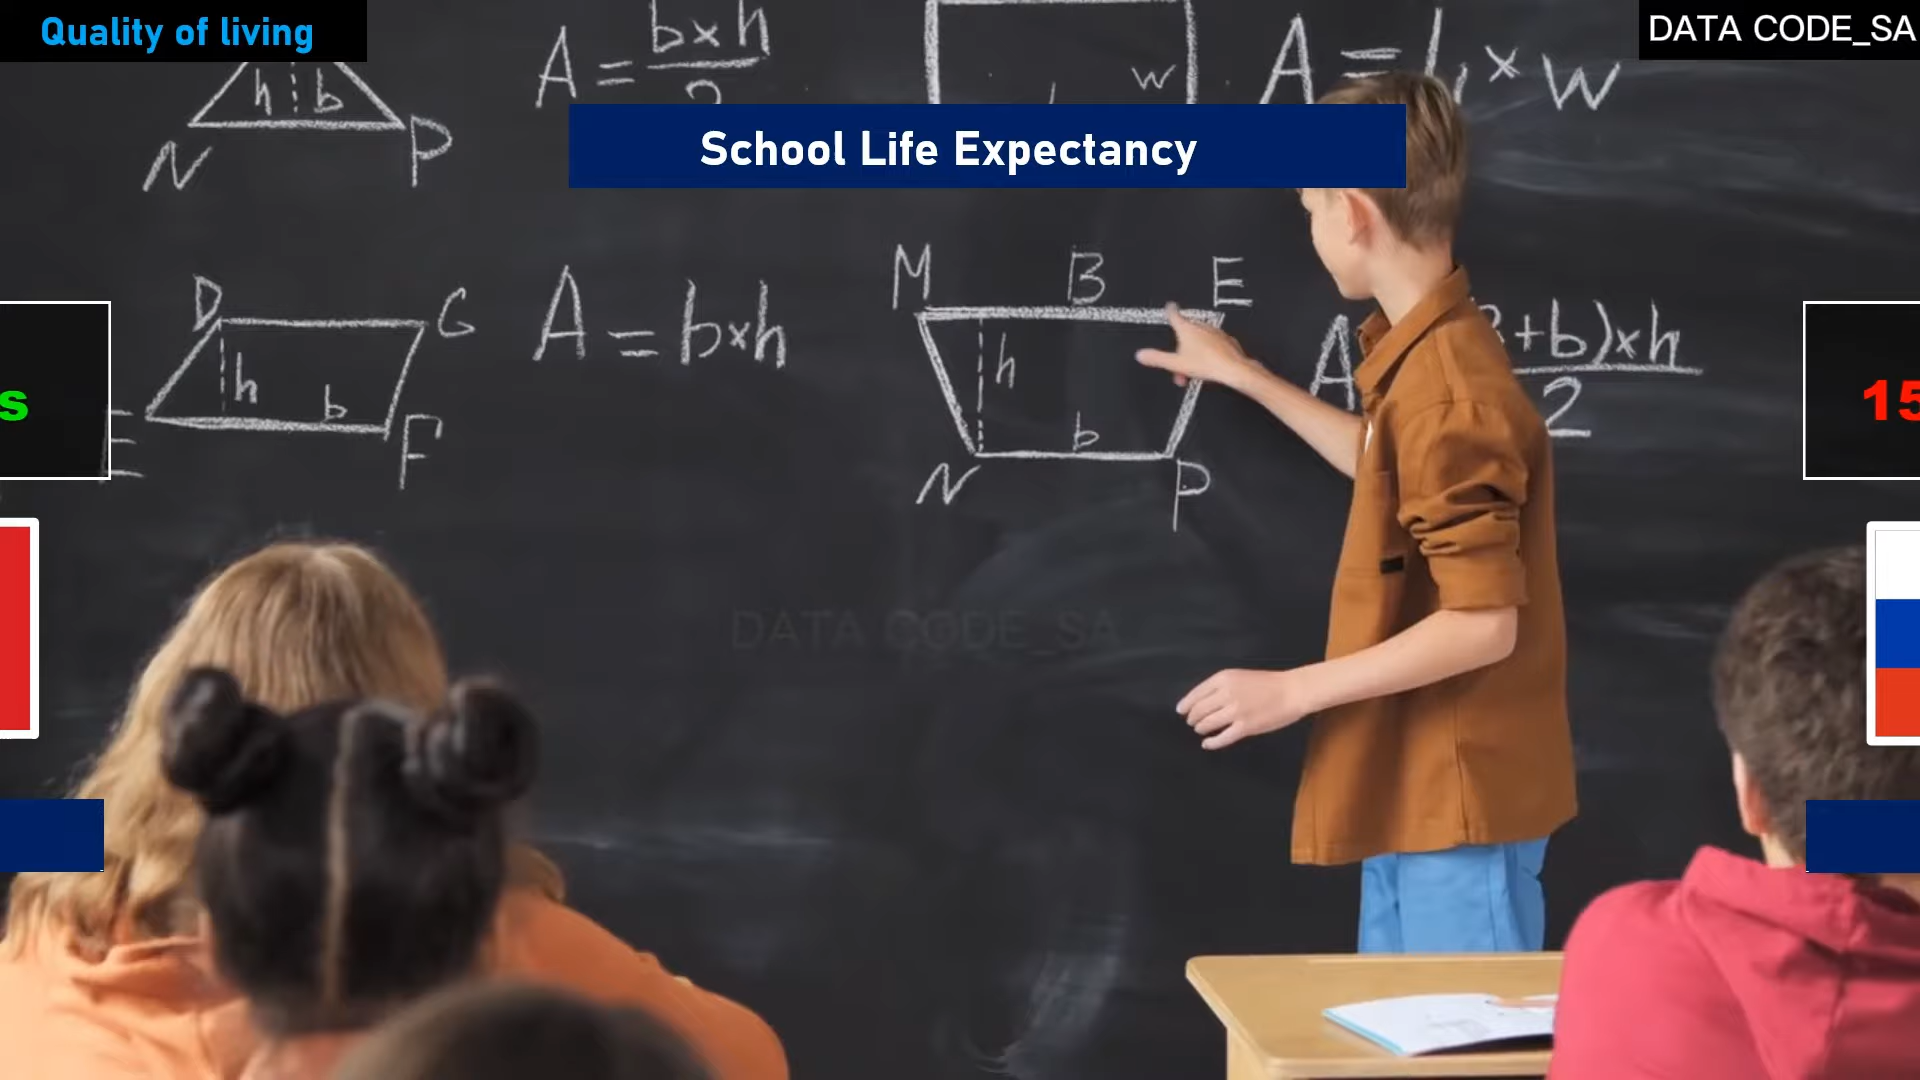 Quality of living
DATA CODE_SA
A = b×h
h b
w
A = × w
N P
School Life Expectancy
M B E
D G
A = b×h
A +b)×h
2
h
h
b
b
s
15
E F
N P
DATA CODE_SA